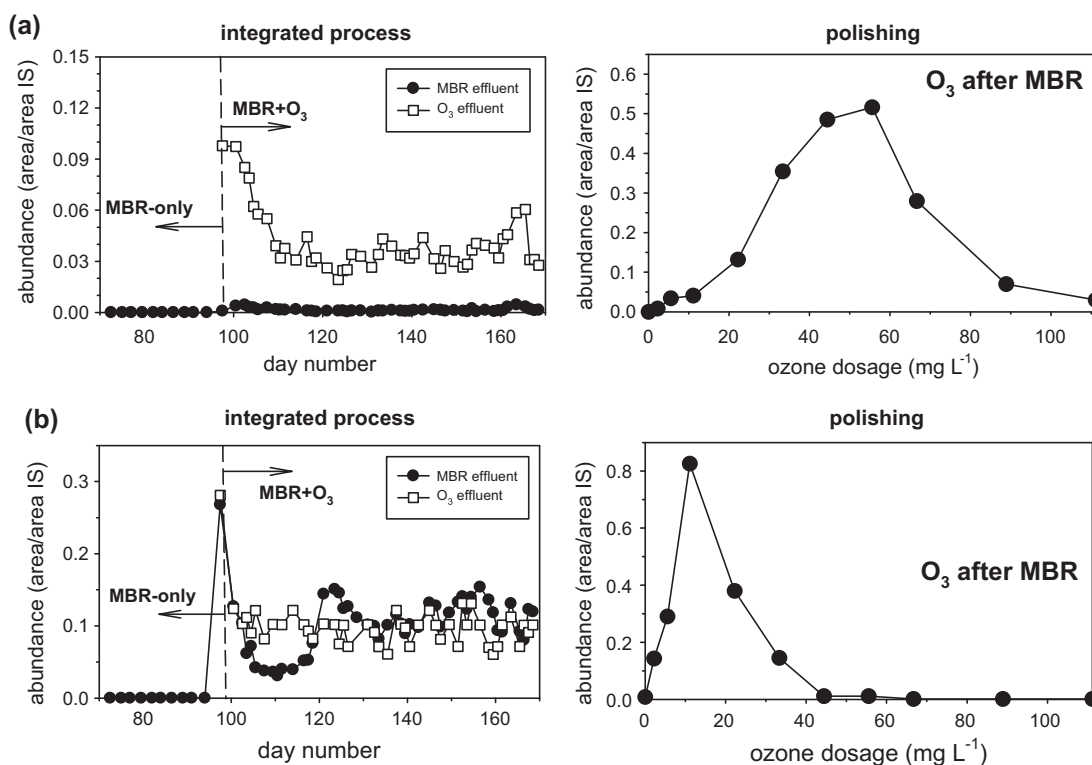 (a)
integrated process
abundance (area/area IS)
0.15
0.12
0.09
0.06
0.03
0.00
MBR-only
MBR+O₃
MBR effluent
O₃ effluent
80 100 120 140 160
day number
polishing
O₃ after MBR
abundance (area/area IS)
0.6
0.5
0.4
0.3
0.2
0.1
0.0
0 20 40 60 80 100
ozone dosage (mg L⁻¹)
(b)
integrated process
abundance (area/area IS)
0.3
0.2
0.1
0.0
MBR-only
MBR+O₃
MBR effluent
O₃ effluent
80 100 120 140 160
day number
polishing
O₃ after MBR
abundance (area/area IS)
0.8
0.6
0.4
0.2
0.0
0 20 40 60 80 100
ozone dosage (mg L⁻¹)